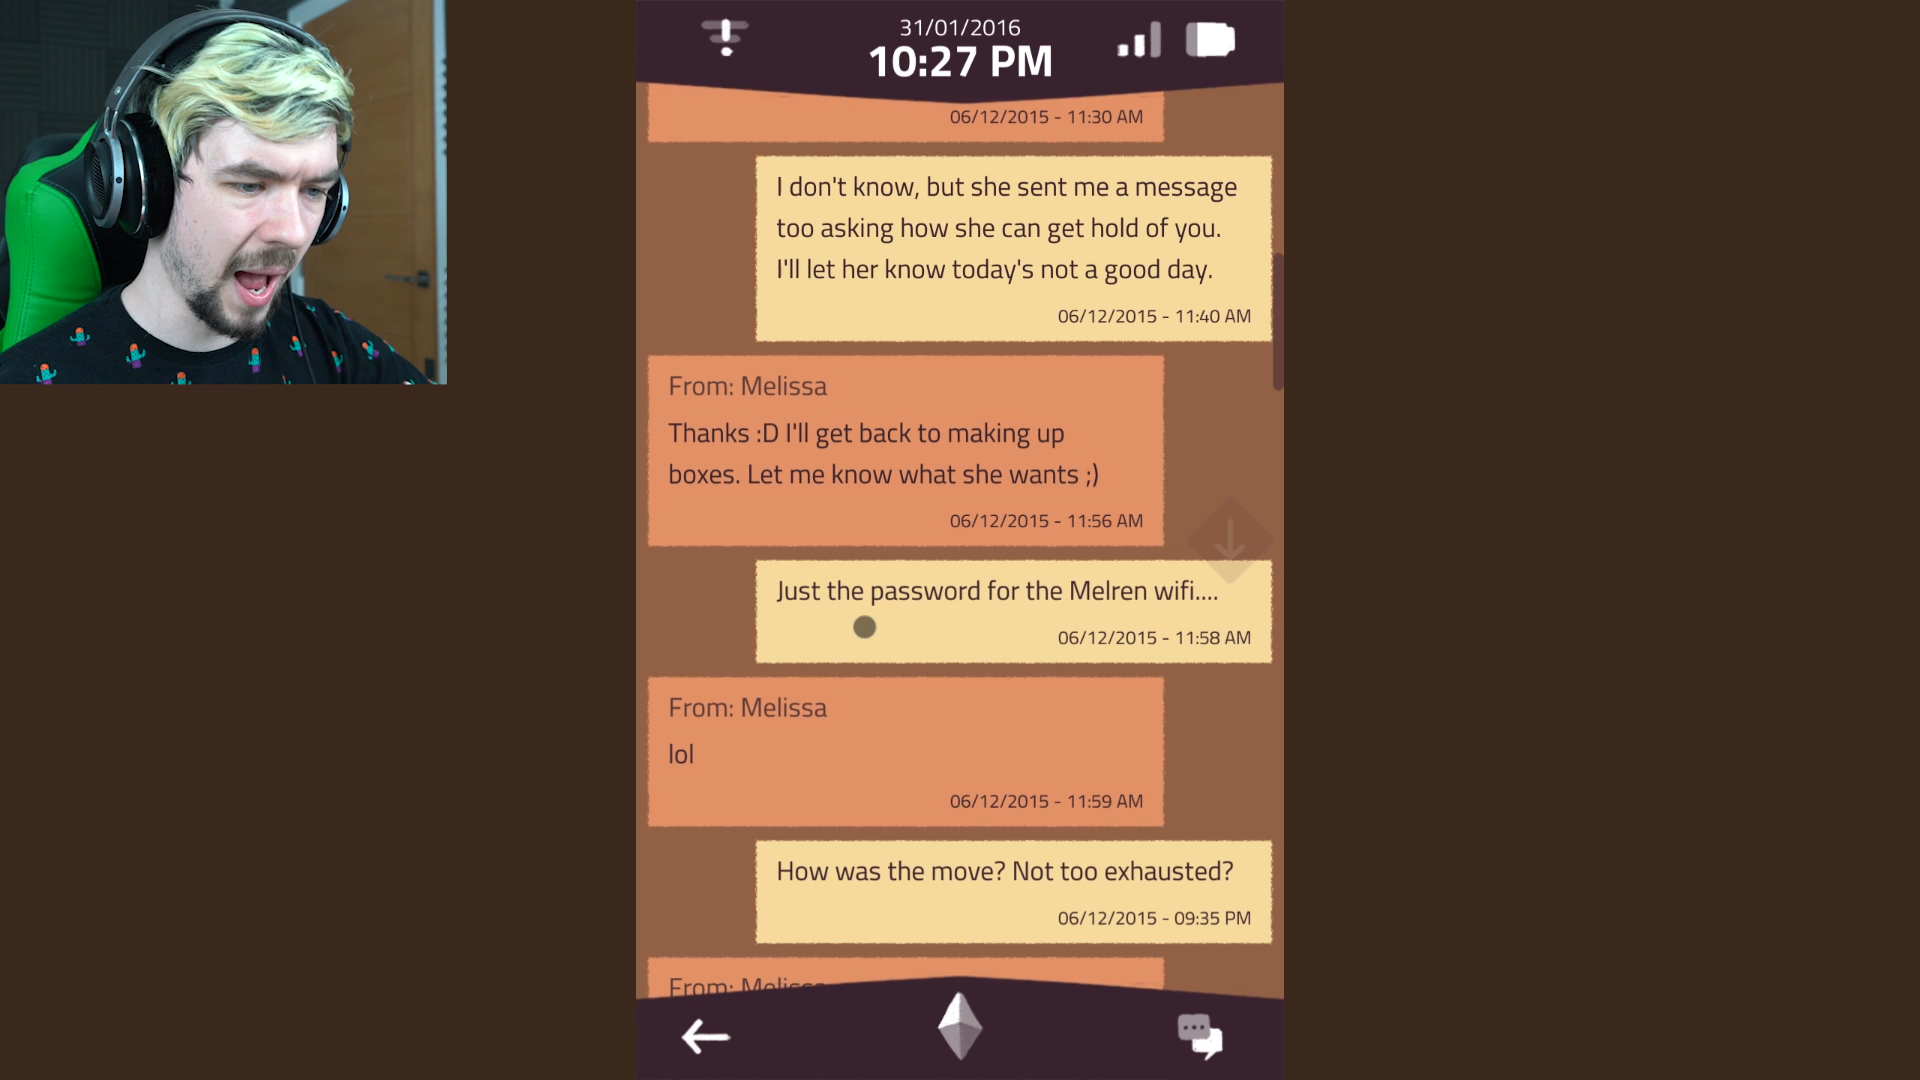 31/01/2016
10:27 PM
06/12/2015 - 11:30 AM
I don't know, but she sent me a message
too asking how she can get hold of you.
I'll let her know today's not a good day.
06/12/2015 - 11:40 AM
From: Melissa
Thanks :D I'll get back to making up
boxes. Let me know what she wants ;)
06/12/2015 - 11:56 AM
Just the password for the Melren wifi....
06/12/2015 - 11:58 AM
From: Melissa
lol
06/12/2015 - 11:59 AM
How was the move? Not too exhausted?
06/12/2015 - 09:35 PM
From: Melissa